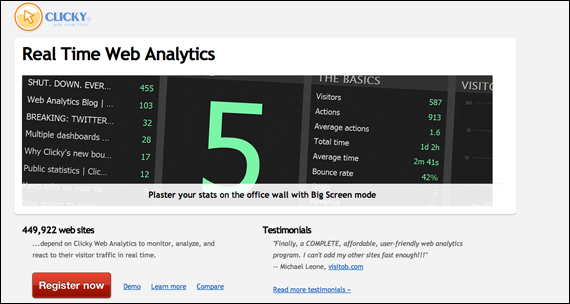 CLICKY
WEB ANALYTICS
Real Time Web Analytics
SHUT. DOWN. EVER... 455
Web Analytics Blog | ... 103
BREAKING: TWITTER... 32
Multiple dashboards ... 28
Why Clicky's new bou... 17
Public statistics | Clic... 12
5
THE BASICS
Visitors 587
Actions 913
Average actions 1.6
Total time 1d 2h
Average time 2m 41s
Bounce rate 42%
VISITO
Plaster your stats on the office wall with Big Screen mode
449,922 web sites
...depend on Clicky Web Analytics to monitor, analyze, and
react to their visitor traffic in real time.
Register now
Demo Learn more Compare
Testimonials
"Finally, a COMPLETE, affordable, user-friendly web analytics
program. I can't add my other sites fast enough!!!"
-- Michael Leone, visitob.com
Read more testimonials »